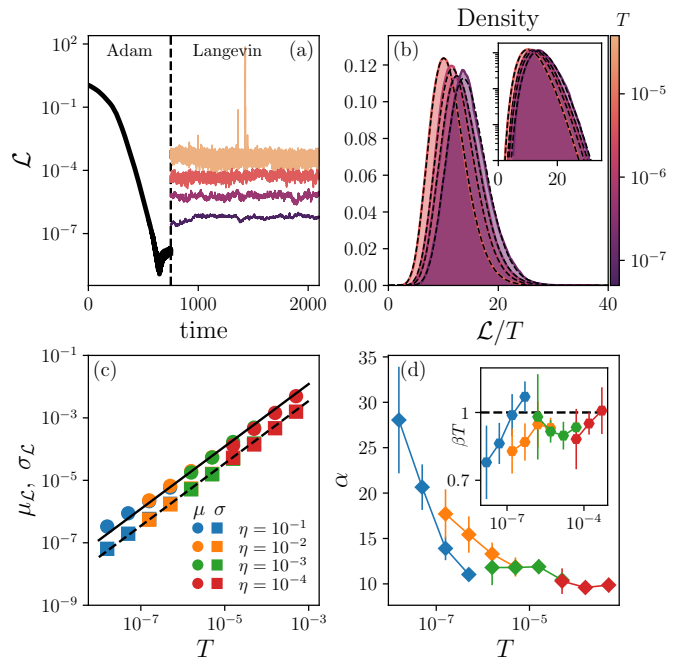 Density
T
Adam
Langevin
(a)
(b)
10^2
10^{-1}
10^{-4}
10^{-7}
ℒ
0
1000
2000
time
0.12
0.10
0.08
0.06
0.04
0.02
0.00
0
20
40
ℒ/T
0
20
10^{-5}
10^{-6}
10^{-7}
(c)
10^{-1}
10^{-3}
10^{-5}
10^{-7}
10^{-9}
μ_ℒ, σ_ℒ
μ σ
η = 10^{-1}
η = 10^{-2}
η = 10^{-3}
η = 10^{-4}
10^{-7}
10^{-5}
10^{-3}
T
(d)
35
30
25
20
15
10
α
βT
1
0.7
10^{-7}
10^{-4}
10^{-7}
10^{-5}
T